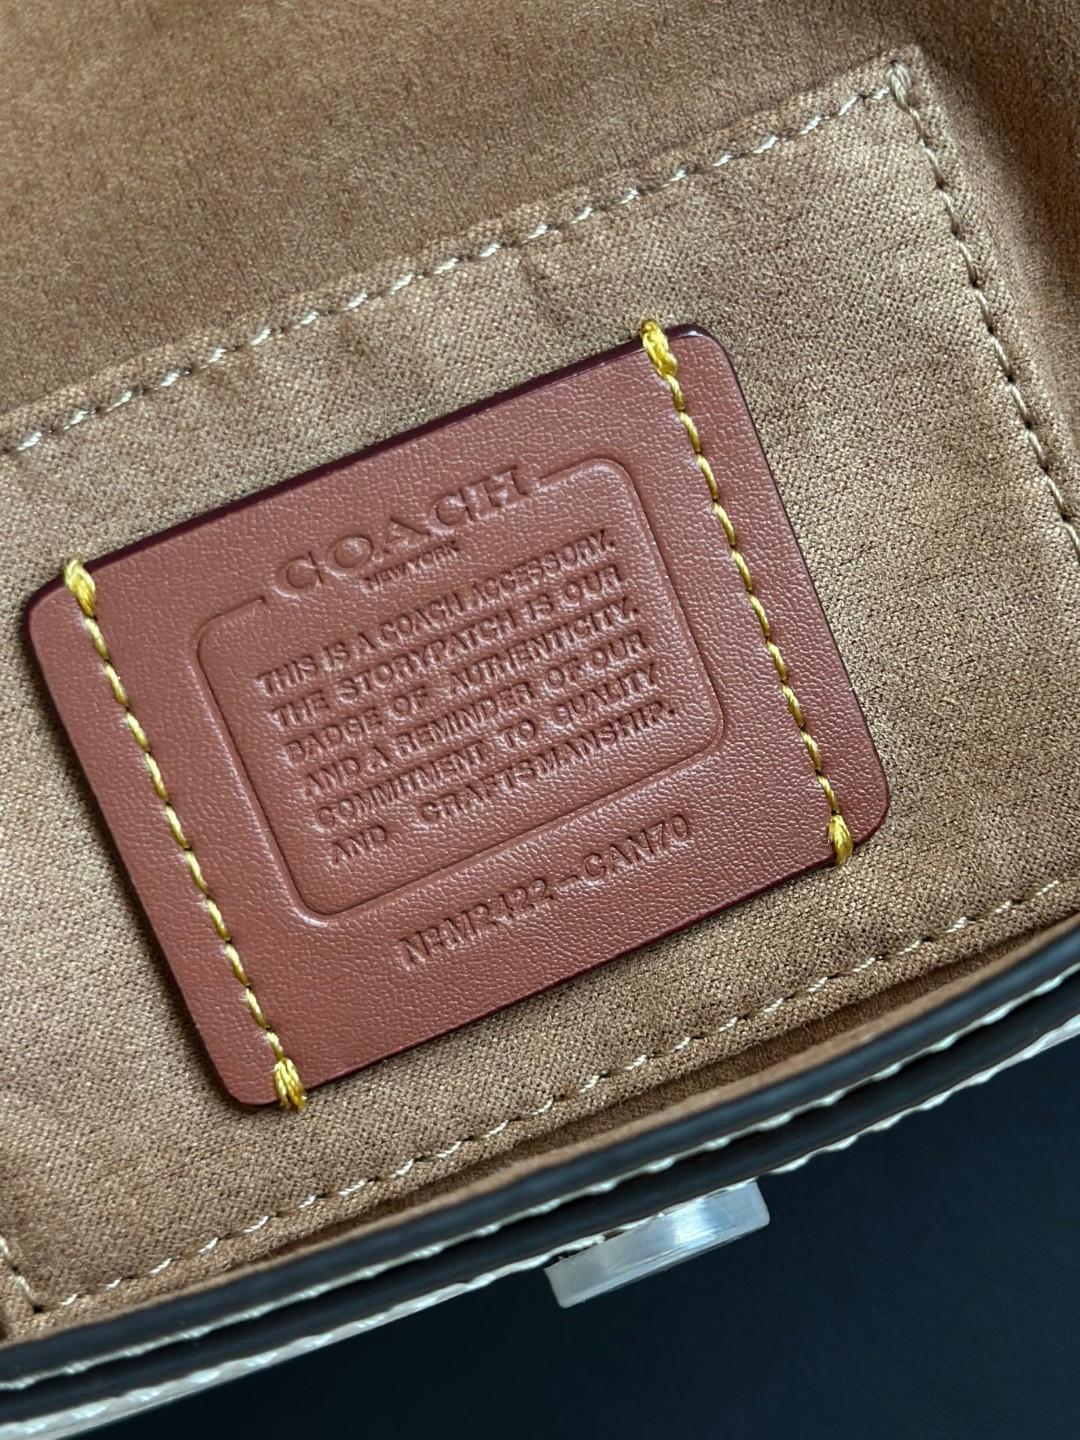 COACH
NEW YORK
THIS IS A COACH ACCESSORY.
THE STORYPATCH IS OUR
BADGE OF AUTHENTICITY,
AND A REMINDER OF OUR
COMMITMENT TO QUALITY
AND CRAFTSMANSHIP.
-CAN70